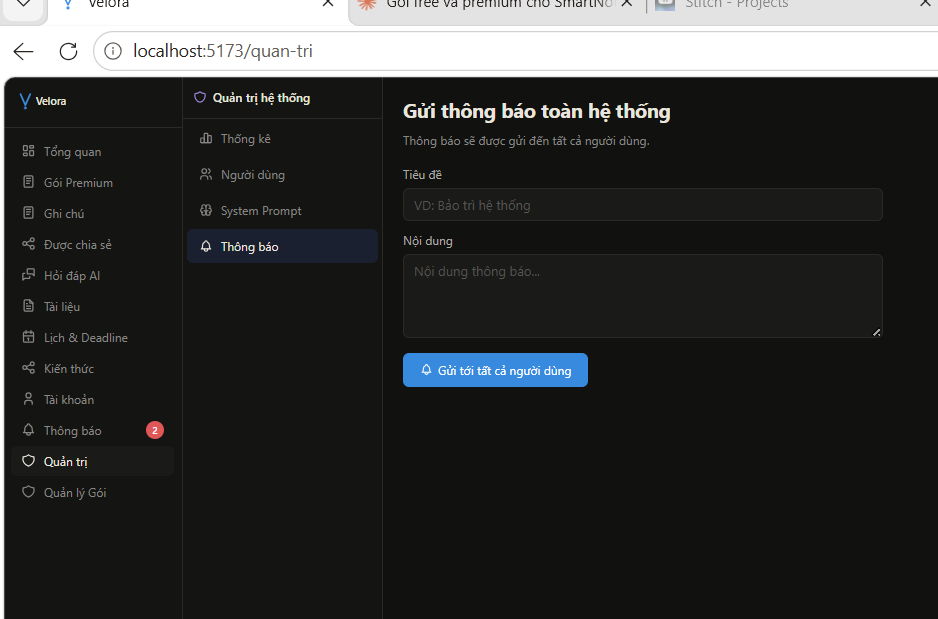 Velora
Gói free và premium cho SmartNo
Stitch - Projects
localhost:5173/quan-tri
Velora
Tổng quan
Gói Premium
Ghi chú
Được chia sẻ
Hỏi đáp AI
Tài liệu
Lịch & Deadline
Kiến thức
Tài khoản
Thông báo
2
Quản trị
Quản lý Gói
Quản trị hệ thống
Thống kê
Người dùng
System Prompt
Thông báo
Gửi thông báo toàn hệ thống
Thông báo sẽ được gửi đến tất cả người dùng.
Tiêu đề
VD: Bảo trì hệ thống
Nội dung
Nội dung thông báo...
Gửi tới tất cả người dùng